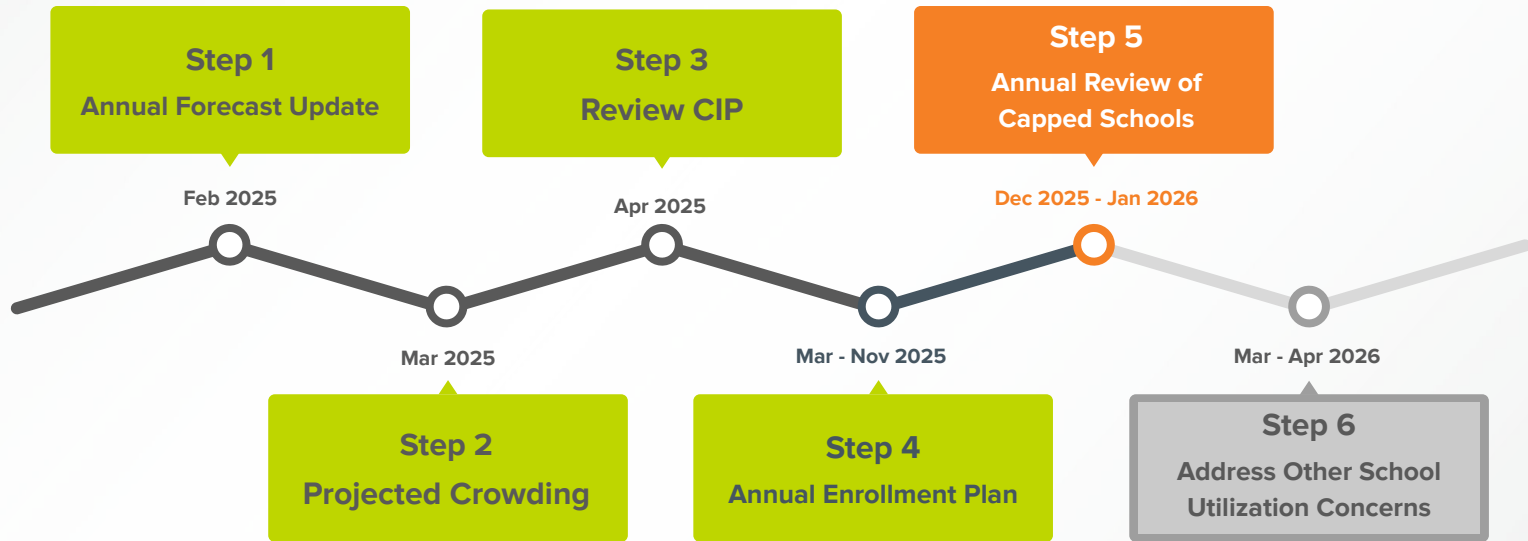 Step 1
Annual Forecast Update
Feb 2025
Step 2
Projected Crowding
Mar 2025
Step 3
Review CIP
Apr 2025
Step 4
Annual Enrollment Plan
Mar - Nov 2025
Step 5
Annual Review of
Capped Schools
Dec 2025 - Jan 2026
Step 6
Address Other School
Utilization Concerns
Mar - Apr 2026